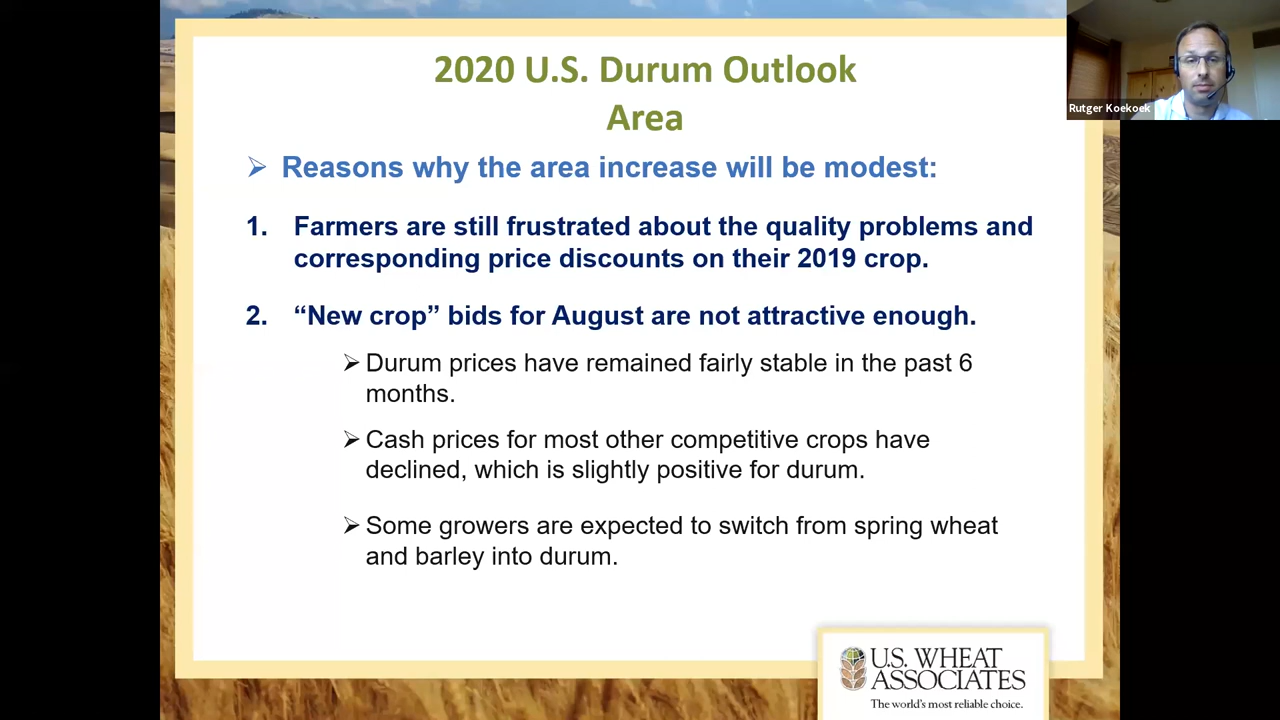 2020 U.S. Durum Outlook
Area
Rutger Koekoek
➢ Reasons why the area increase will be modest:
1. Farmers are still frustrated about the quality problems and
corresponding price discounts on their 2019 crop.
2. “New crop” bids for August are not attractive enough.
➢ Durum prices have remained fairly stable in the past 6
months.
➢ Cash prices for most other competitive crops have
declined, which is slightly positive for durum.
➢ Some growers are expected to switch from spring wheat
and barley into durum.
U.S. WHEAT
ASSOCIATES
The world's most reliable choice.